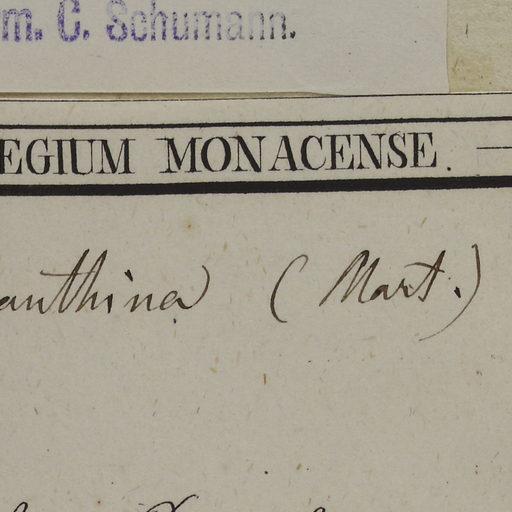 m. C. Schumann.
EGIUM MONACENSE.
anthina (Mart.)